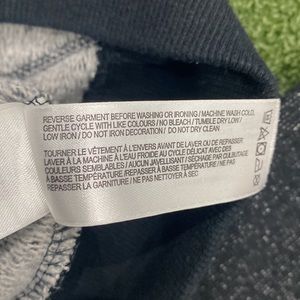 REVERSE GARMENT BEFORE WASHING OR IRONING / MACHINE WASH COLD,
GENTLE CYCLE WITH LIKE COLOURS / NO BLEACH / TUMBLE DRY LOW /
LOW IRON / DO NOT IRON DECORATION / DO NOT DRY CLEAN
TOURNER LE VÊTEMENT À L'ENVERS AVANT DE LAVER OU DE REPASSER /
LAVER À LA MACHINE À L'EAU FROIDE AU CYCLE DÉLICAT AVEC DES
COULEURS SEMBLABLES / AUCUN JAVELLISANT / SÉCHAGE PAR CULBUTAGE
À BASSE TEMPÉRATURE REPASSER À BASSE TEMPÉRATURE / NE PAS
REPASSER LA GARNITURE / NE PAS NETTOYER À SEC